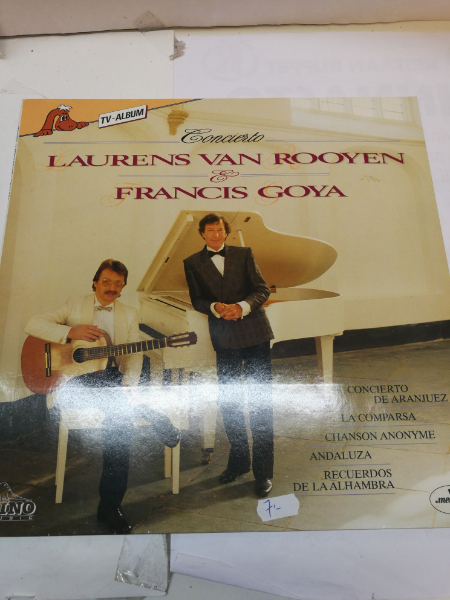 TV-ALBUM
Concierto
LAURENS VAN ROOYEN
&
FRANCIS GOYA
CONCIERTO
DE ARANJUEZ
LA COMPARSA
CHANSON ANONYME
ANDALUZA
RECUERDOS
DE LA ALHAMBRA
7,-